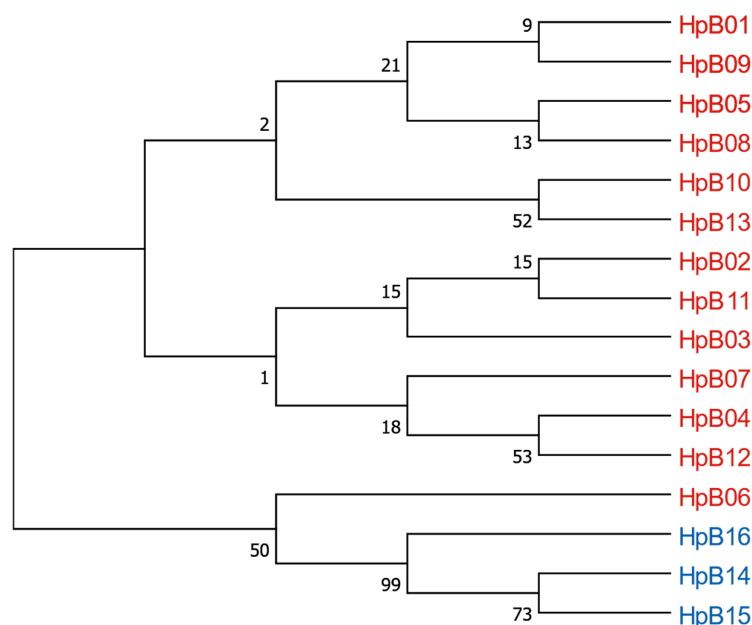 9
HpB01
21
HpB09
HpB05
2
13
HpB08
HpB10
52
HpB13
15
HpB02
15
HpB11
HpB03
1
HpB07
18
HpB04
53
HpB12
HpB06
50
HpB16
99
HpB14
73
HpB15